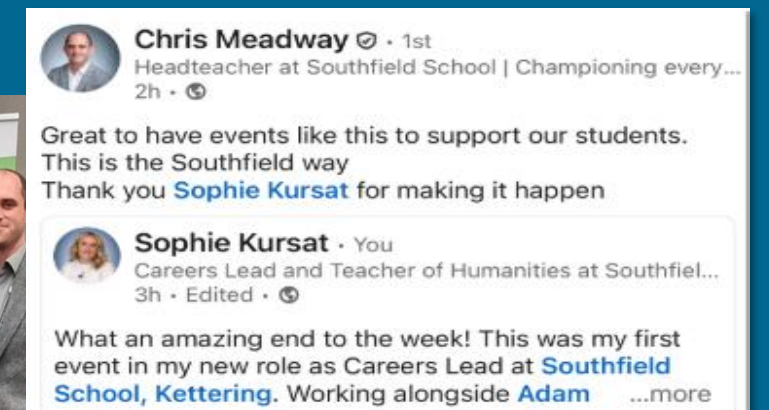 Chris Meadway · 1st
Headteacher at Southfield School | Championing every...
2h ·
Great to have events like this to support our students.
This is the Southfield way
Thank you Sophie Kursat for making it happen
Sophie Kursat · You
Careers Lead and Teacher of Humanities at Southfiel...
3h · Edited ·
What an amazing end to the week! This was my first
event in my new role as Careers Lead at Southfield
School, Kettering. Working alongside Adam ...more